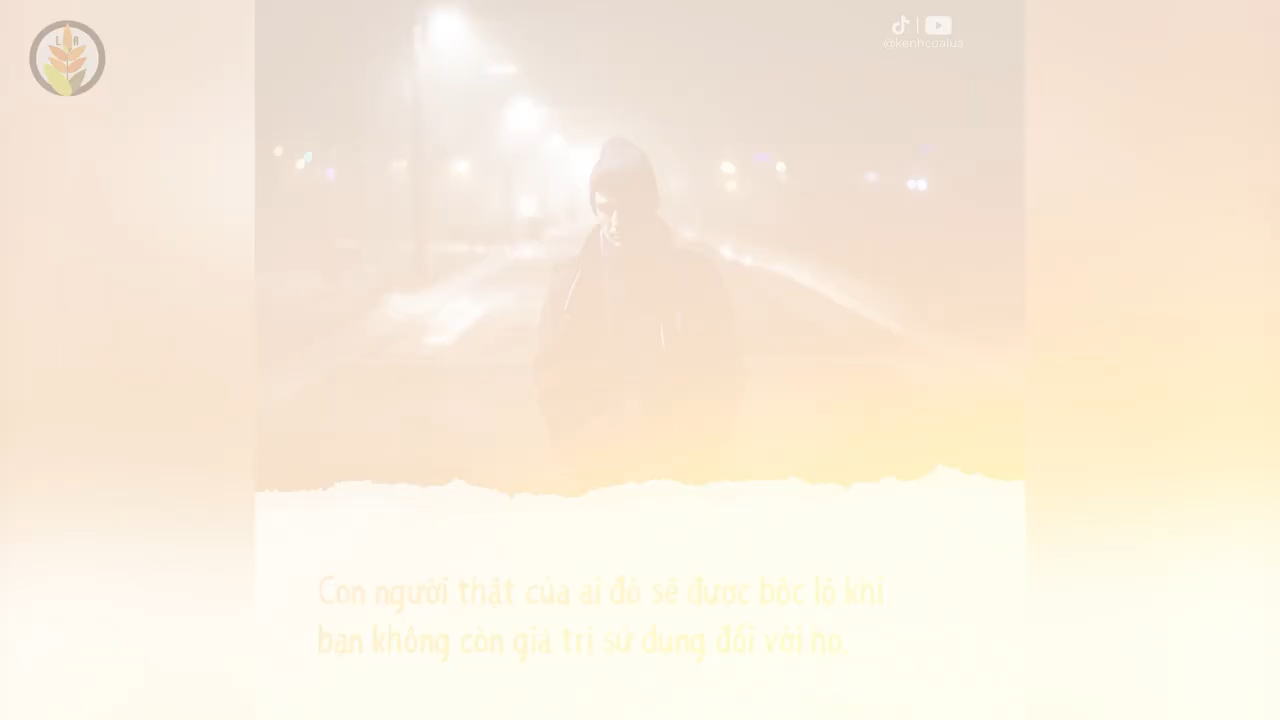 L A
@kenhcualua
Con người thật của ai đó sẽ được bộc lộ khi
bạn không còn giá trị sử dụng đối với họ.